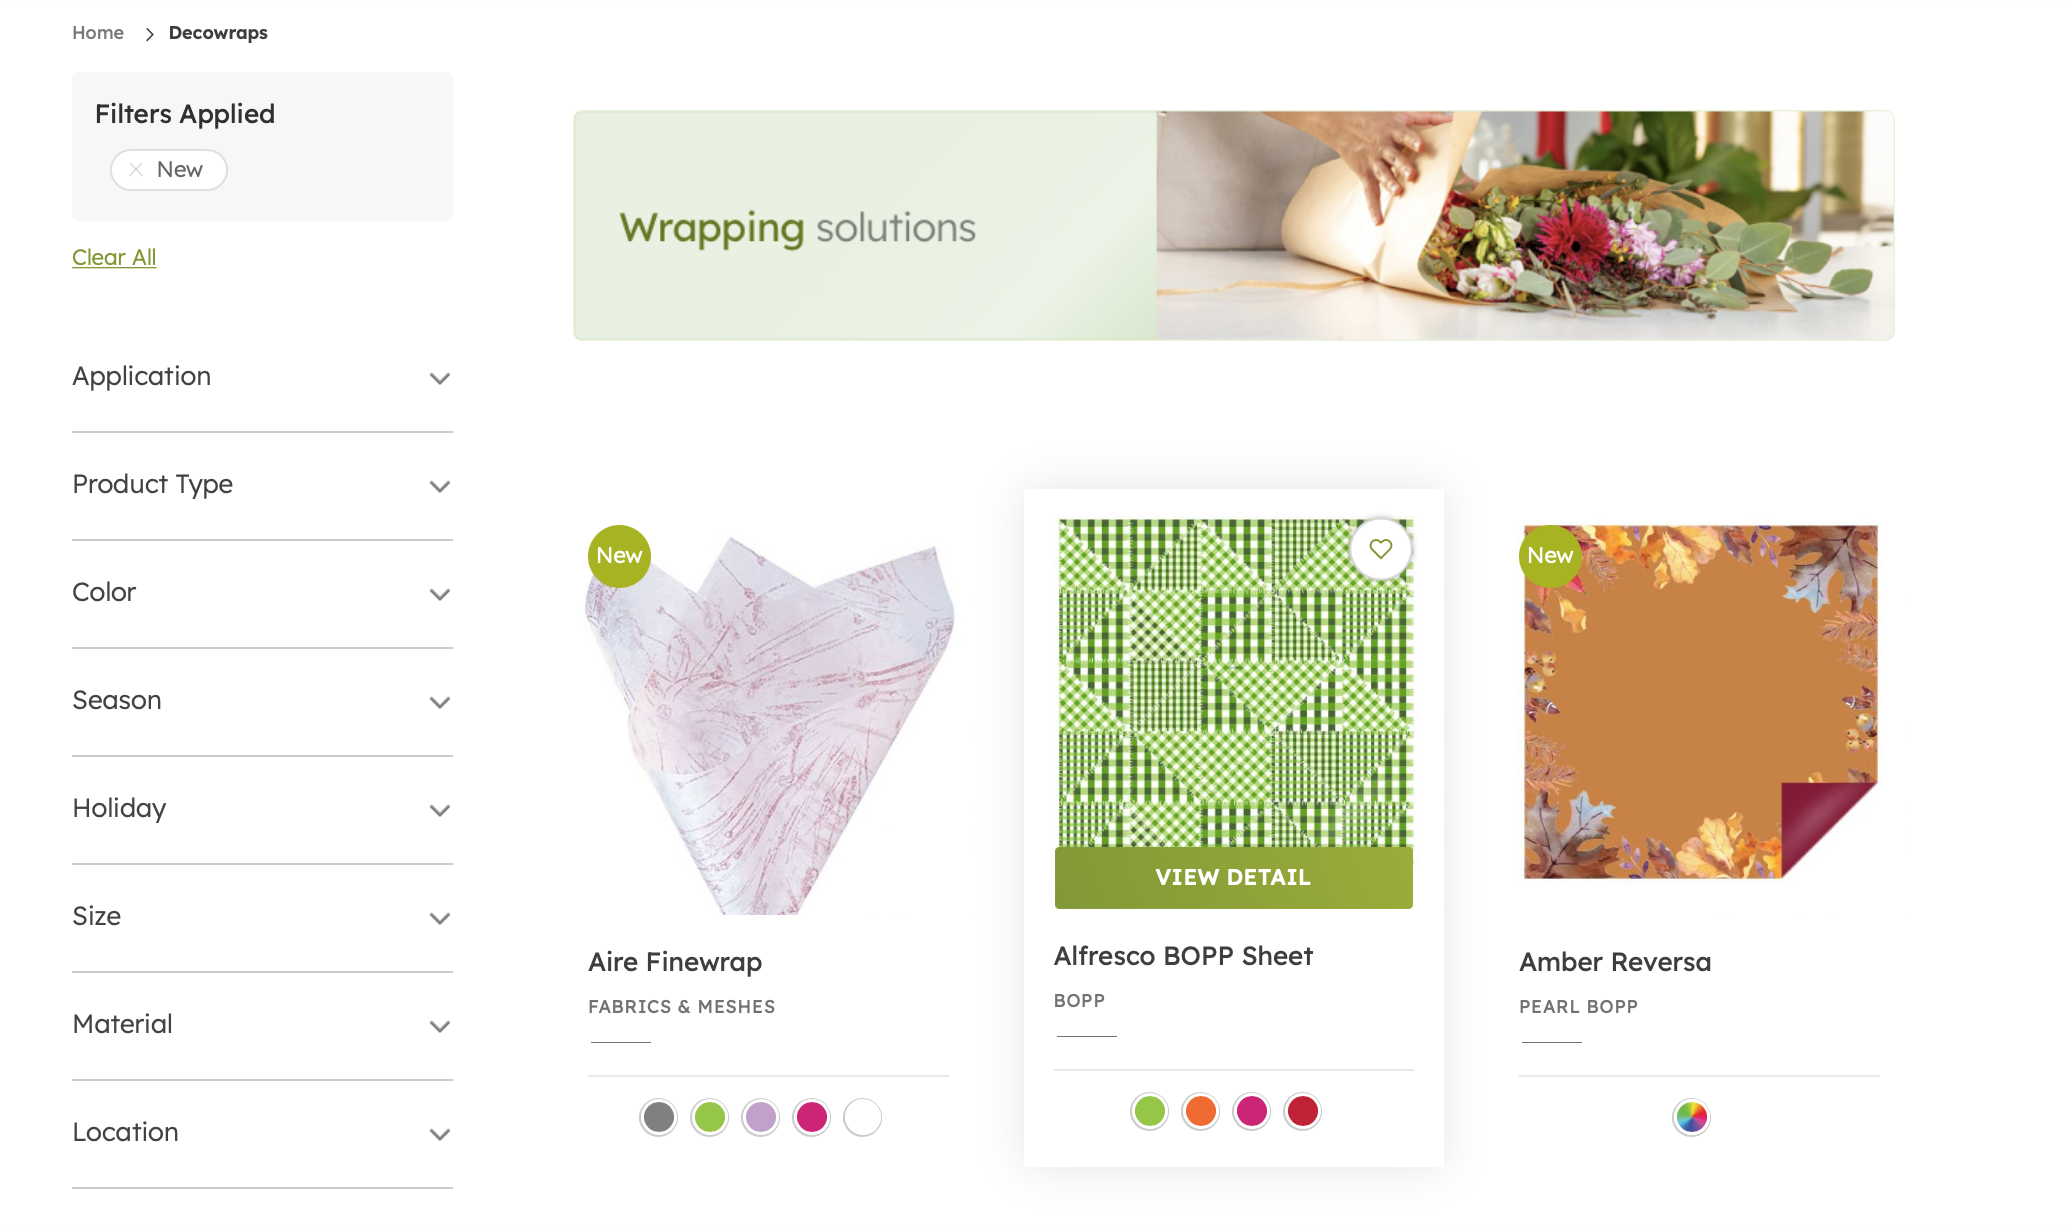 Home
Decowraps
Filters Applied
New
Clear All
Application
Product Type
Color
Season
Holiday
Size
Material
Location
Wrapping solutions
New
Aire Finewrap
FABRICS & MESHES
VIEW DETAIL
Alfresco BOPP Sheet
BOPP
New
Amber Reversa
PEARL BOPP